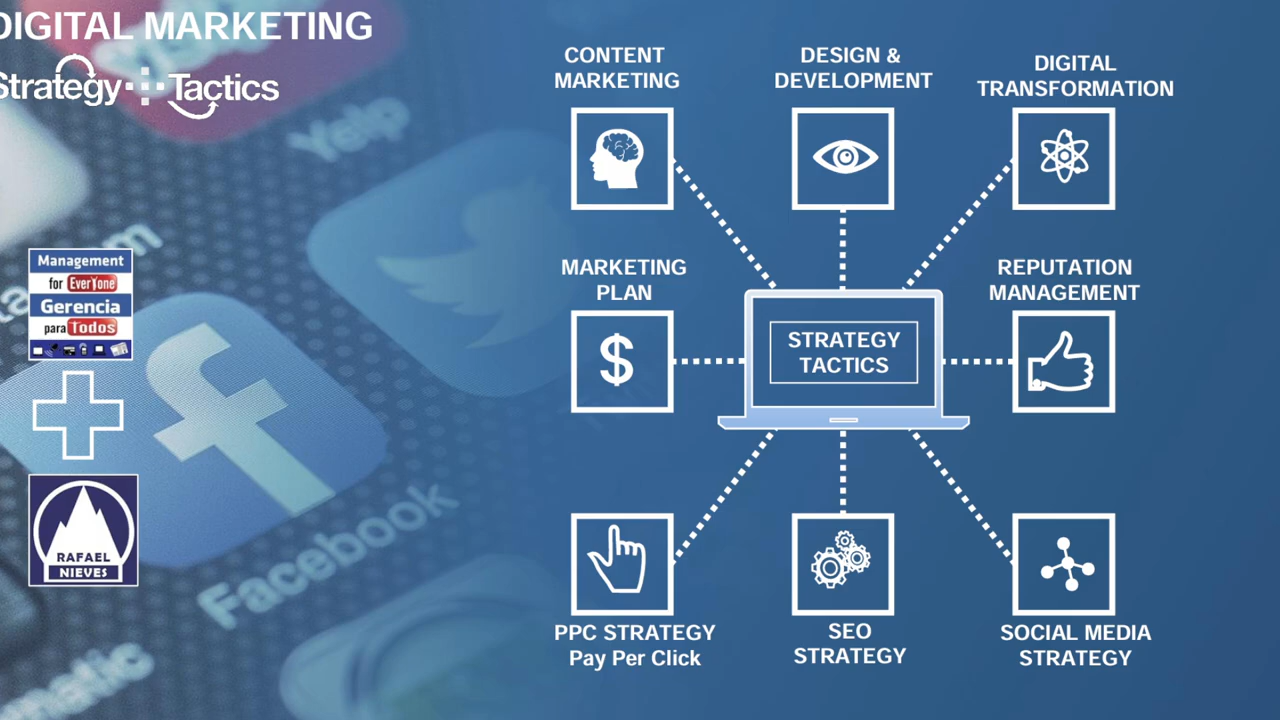 DIGITAL MARKETING
Strategy Tactics
Yelp
Management
for EverYone
Gerencia
para Todos
RAFAEL
NIEVES
Facebook
CONTENT
MARKETING
DESIGN &
DEVELOPMENT
DIGITAL
TRANSFORMATION
MARKETING
PLAN
STRATEGY
TACTICS
REPUTATION
MANAGEMENT
PPC STRATEGY
Pay Per Click
SEO
STRATEGY
SOCIAL MEDIA
STRATEGY